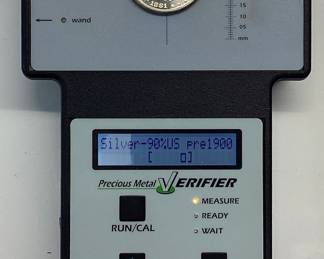 1881
wand
15
10
05
mm
Silver-90%US pre1900
[ ]
Precious Metal VERIFIER
MEASURE
RUN/CAL
READY
WAIT